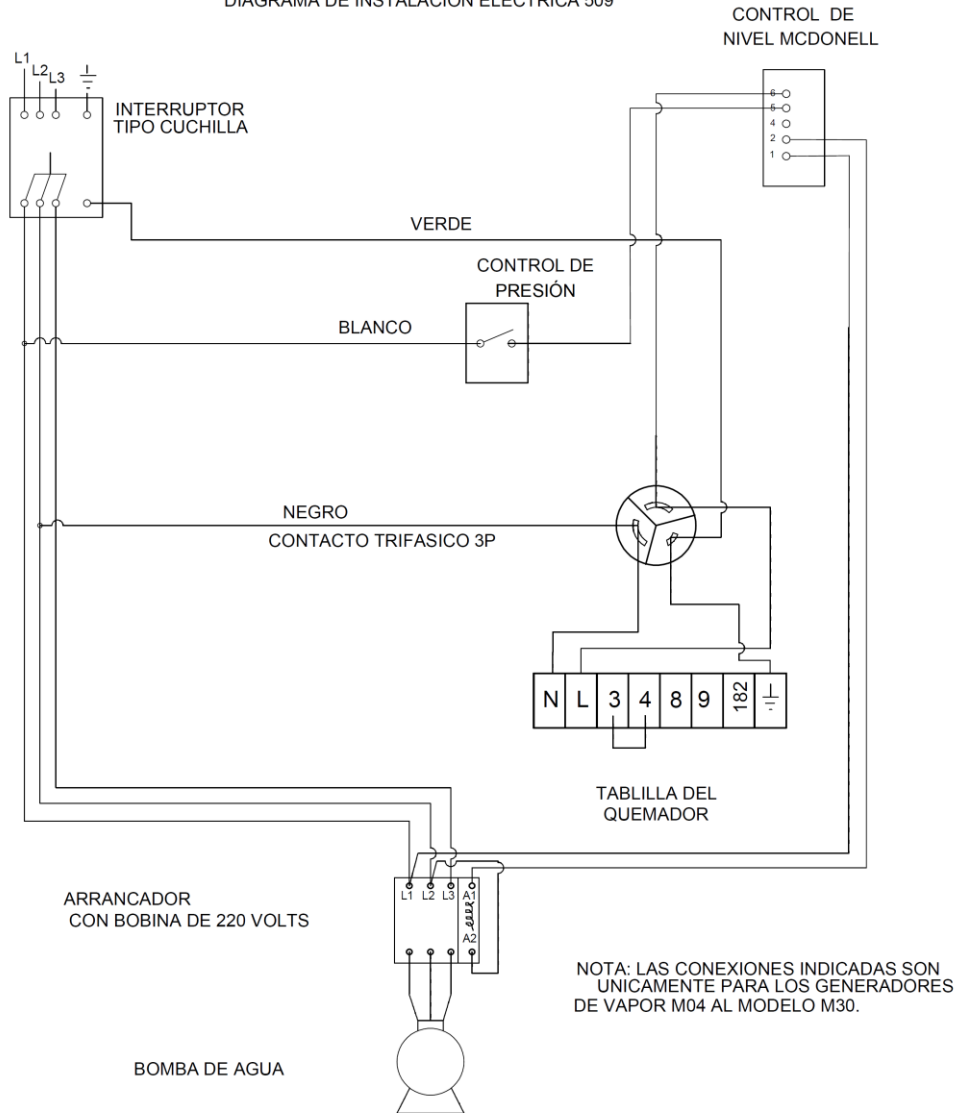 DIAGRAMA DE INSTALACIÓN ELÉCTRICA 509
CONTROL DE
NIVEL MCDONELL
L1
L2
L3
INTERRUPTOR
TIPO CUCHILLA
6
5
4
2
1
VERDE
CONTROL DE
PRESIÓN
BLANCO
NEGRO
CONTACTO TRIFASICO 3P
N L 3 4 8 9 182
TABLILLA DEL
QUEMADOR
ARRANCADOR
CON BOBINA DE 220 VOLTS
L1 L2 L3 A1
A2
NOTA: LAS CONEXIONES INDICADAS SON
UNICAMENTE PARA LOS GENERADORES
DE VAPOR M04 AL MODELO M30.
BOMBA DE AGUA